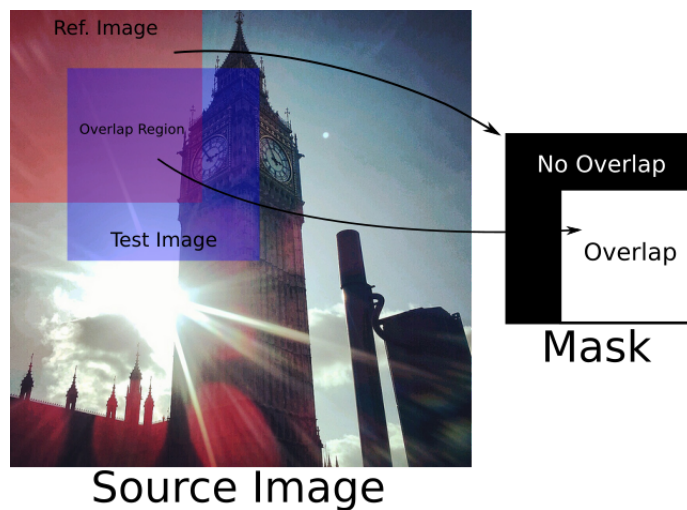 Ref. Image
Overlap Region
Test Image
No Overlap
Overlap
Mask
Source Image